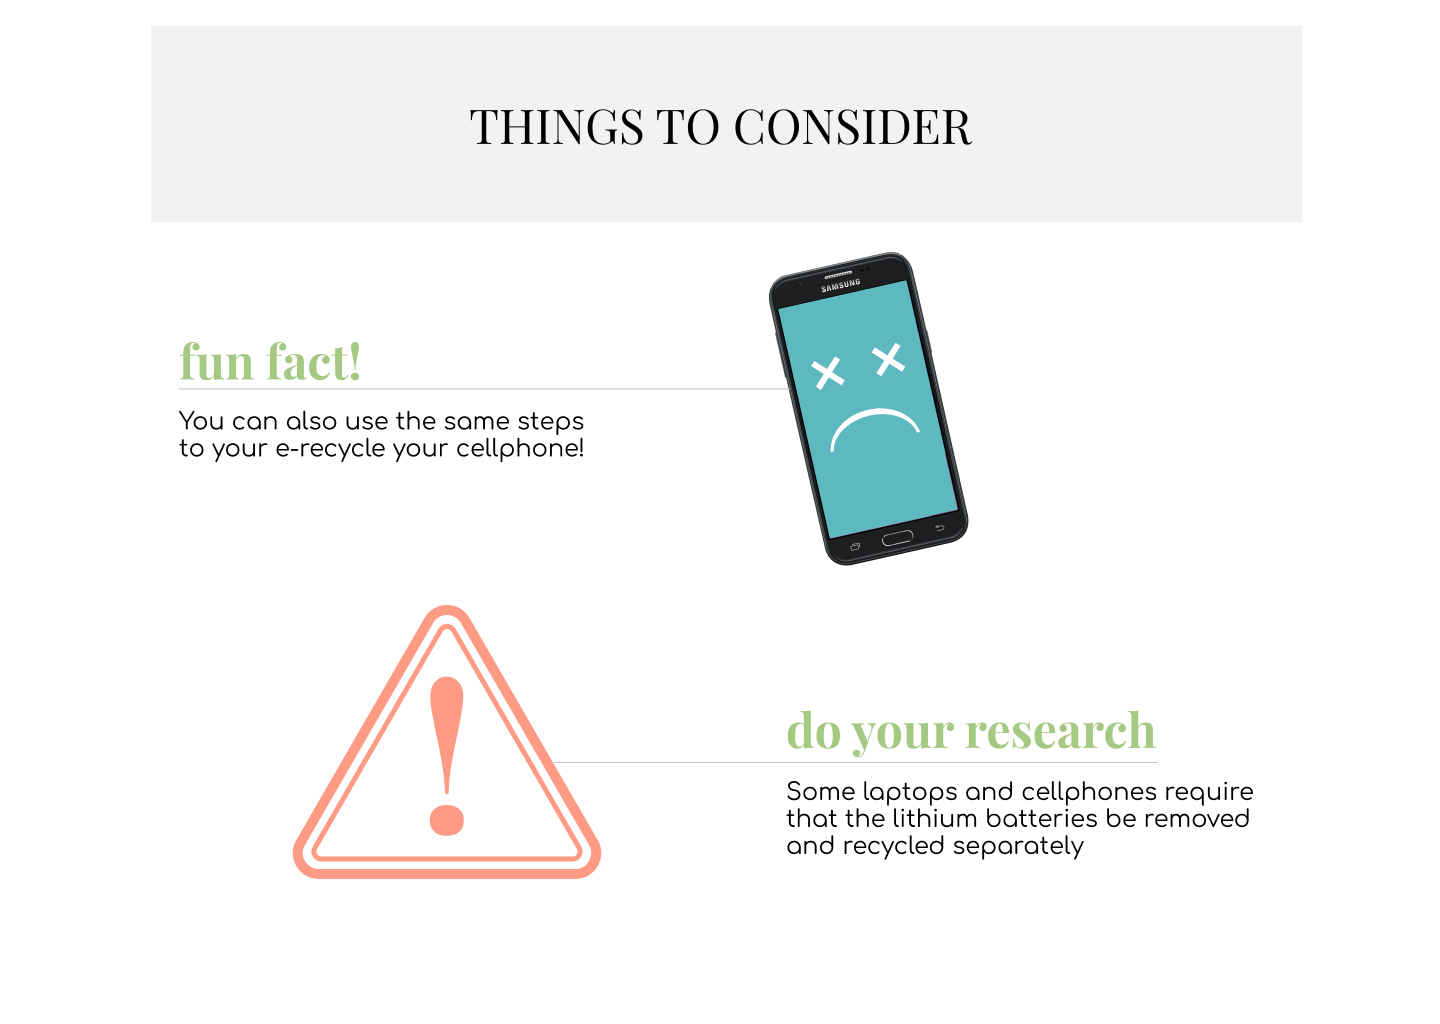 THINGS TO CONSIDER
SAMSUNG
fun fact!
You can also use the same steps
to your e-recycle your cellphone!
do your research
Some laptops and cellphones require
that the lithium batteries be removed
and recycled separately